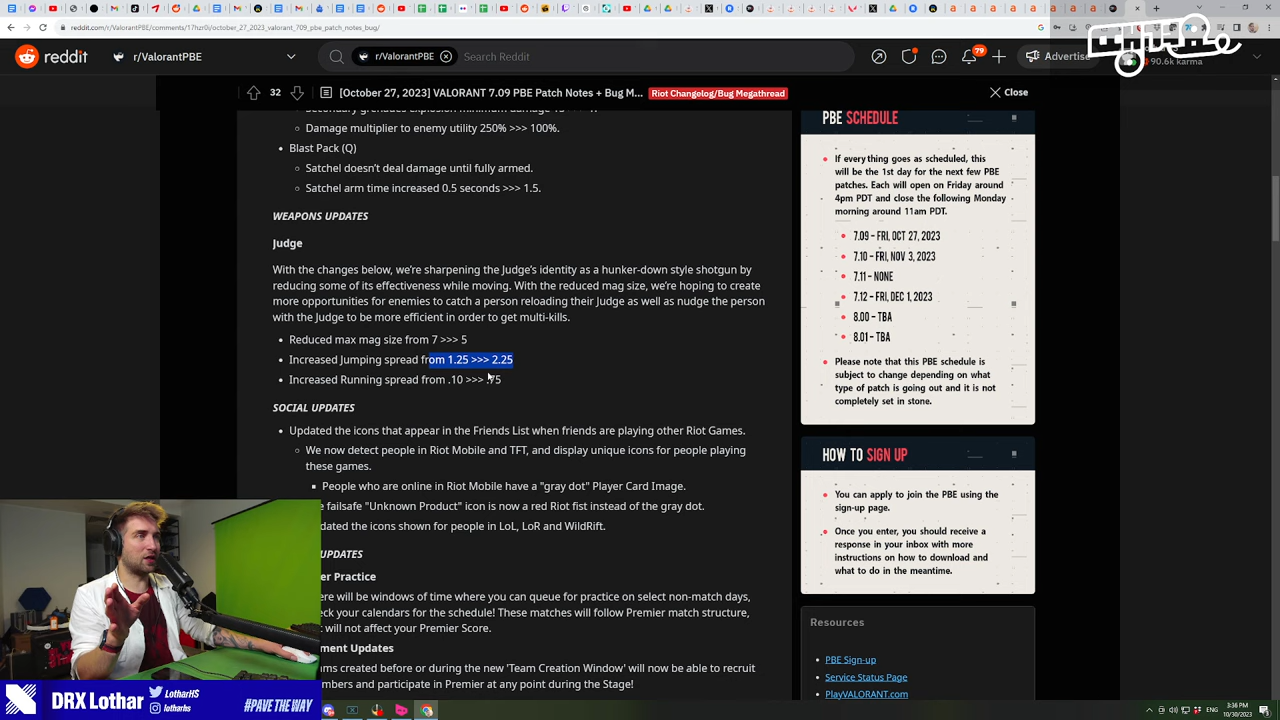 reddit.com/r/ValorantPBE/comments/17hzr0i/october_27_2023_valorant_709_pbe_patch_notes_bug/
reddit
r/ValorantPBE
r/ValorantPBE
Search Reddit
79
Advertise
90.6k karma
32
[October 27, 2023] VALORANT 7.09 PBE Patch Notes + Bug M...
Riot Changelog/Bug Megathread
Close
Damage multiplier to enemy utility 250% >>> 100%.
Blast Pack (Q)
Satchel doesn't deal damage until fully armed.
Satchel arm time increased 0.5 seconds >>> 1.5.
WEAPONS UPDATES
Judge
With the changes below, we're sharpening the Judge's identity as a hunker-down style shotgun by
reducing some of its effectiveness while moving. With the reduced mag size, we're hoping to create
more opportunities for enemies to catch a person reloading their Judge as well as nudge the person
with the Judge to be more efficient in order to get multi-kills.
Reduced max mag size from 7 >>> 5
Increased Jumping spread from 1.25 >>> 2.25
Increased Running spread from .10 >>> .75
SOCIAL UPDATES
Updated the icons that appear in the Friends List when friends are playing other Riot Games.
We now detect people in Riot Mobile and TFT, and display unique icons for people playing
these games.
People who are online in Riot Mobile have a "gray dot" Player Card Image.
failsafe "Unknown Product" icon is now a red Riot fist instead of the gray dot.
dated the icons shown for people in LoL, LoR and WildRift.
UPDATES
er Practice
ere will be windows of time where you can queue for practice on select non-match days,
eck your calendars for the schedule! These matches will follow Premier match structure,
will not affect your Premier Score.
ment Updates
ams created before or during the new 'Team Creation Window' will now be able to recruit
mbers and participate in Premier at any point during the Stage!
PBE SCHEDULE
If everything goes as scheduled, this
will be the 1st day for the next few PBE
patches. Each will open on Friday around
4pm PDT and close the following Monday
morning around 11am PDT.
7.09 – FRI, OCT 27, 2023
7.10 – FRI, NOV 3, 2023
7.11 – NONE
7.12 – FRI, DEC 1, 2023
8.00 – TBA
8.01 – TBA
Please note that this PBE schedule is
subject to change depending on what
type of patch is going out and it is not
completely set in stone.
HOW TO SIGN UP
You can apply to join the PBE using the
sign-up page.
Once you enter, you should receive a
response in your inbox with more
instructions on how to download and
what to do in the meantime.
Resources
PBE Sign-up
Service Status Page
PlayVALORANT.com
DRX Lothar
LotharHS
lotharhs
#PAVE THE WAY
3:36 PM
10/30/2023